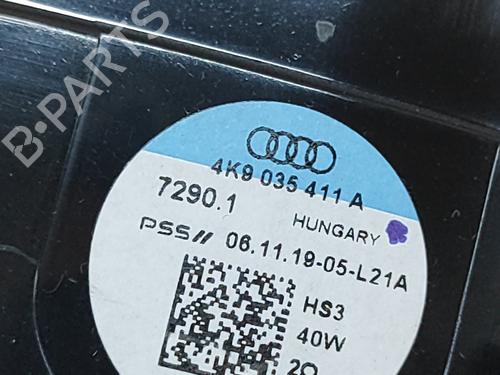 B-PARTS
4K9 035 411 A
7290.1
HUNGARY
PSS// 06.11.19-05-L21A
HS3
40W
2Ω